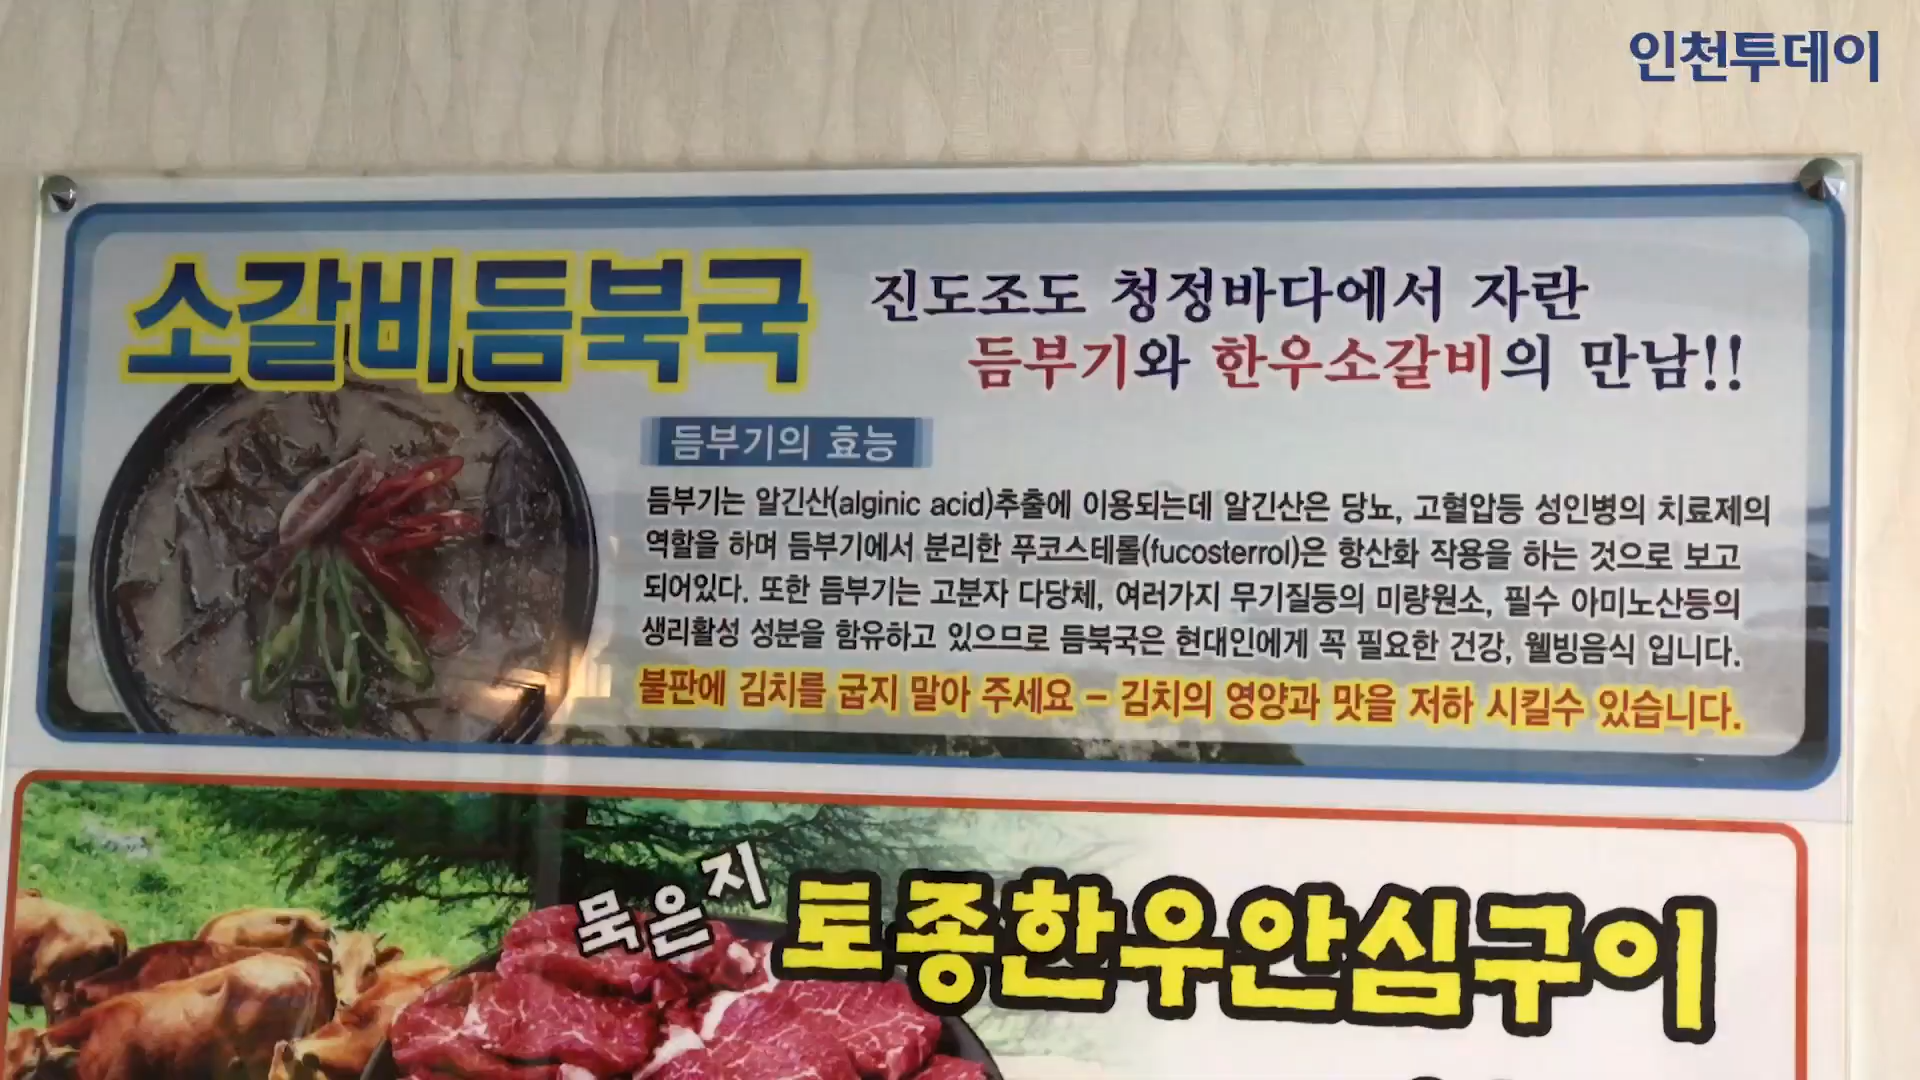 인천투데이
소갈비듬북국
진도조도 청정바다에서 자란
듬부기와 한우소갈비의 만남!!
듬부기의 효능
듬부기는 알긴산(alginic acid)추출에 이용되는데 알긴산은 당뇨, 고혈압등 성인병의 치료제의
역할을 하며 듬부기에서 분리한 푸코스테롤(fucosterrol)은 항산화 작용을 하는 것으로 보고
되어있다. 또한 듬부기는 고분자 다당체, 여러가지 무기질등의 미량원소, 필수 아미노산등의
생리활성 성분을 함유하고 있으므로 듬북국은 현대인에게 꼭 필요한 건강, 웰빙음식 입니다.
불판에 김치를 굽지 말아 주세요 - 김치의 영양과 맛을 저하 시킬수 있습니다.
묵은지 토종한우안심구이